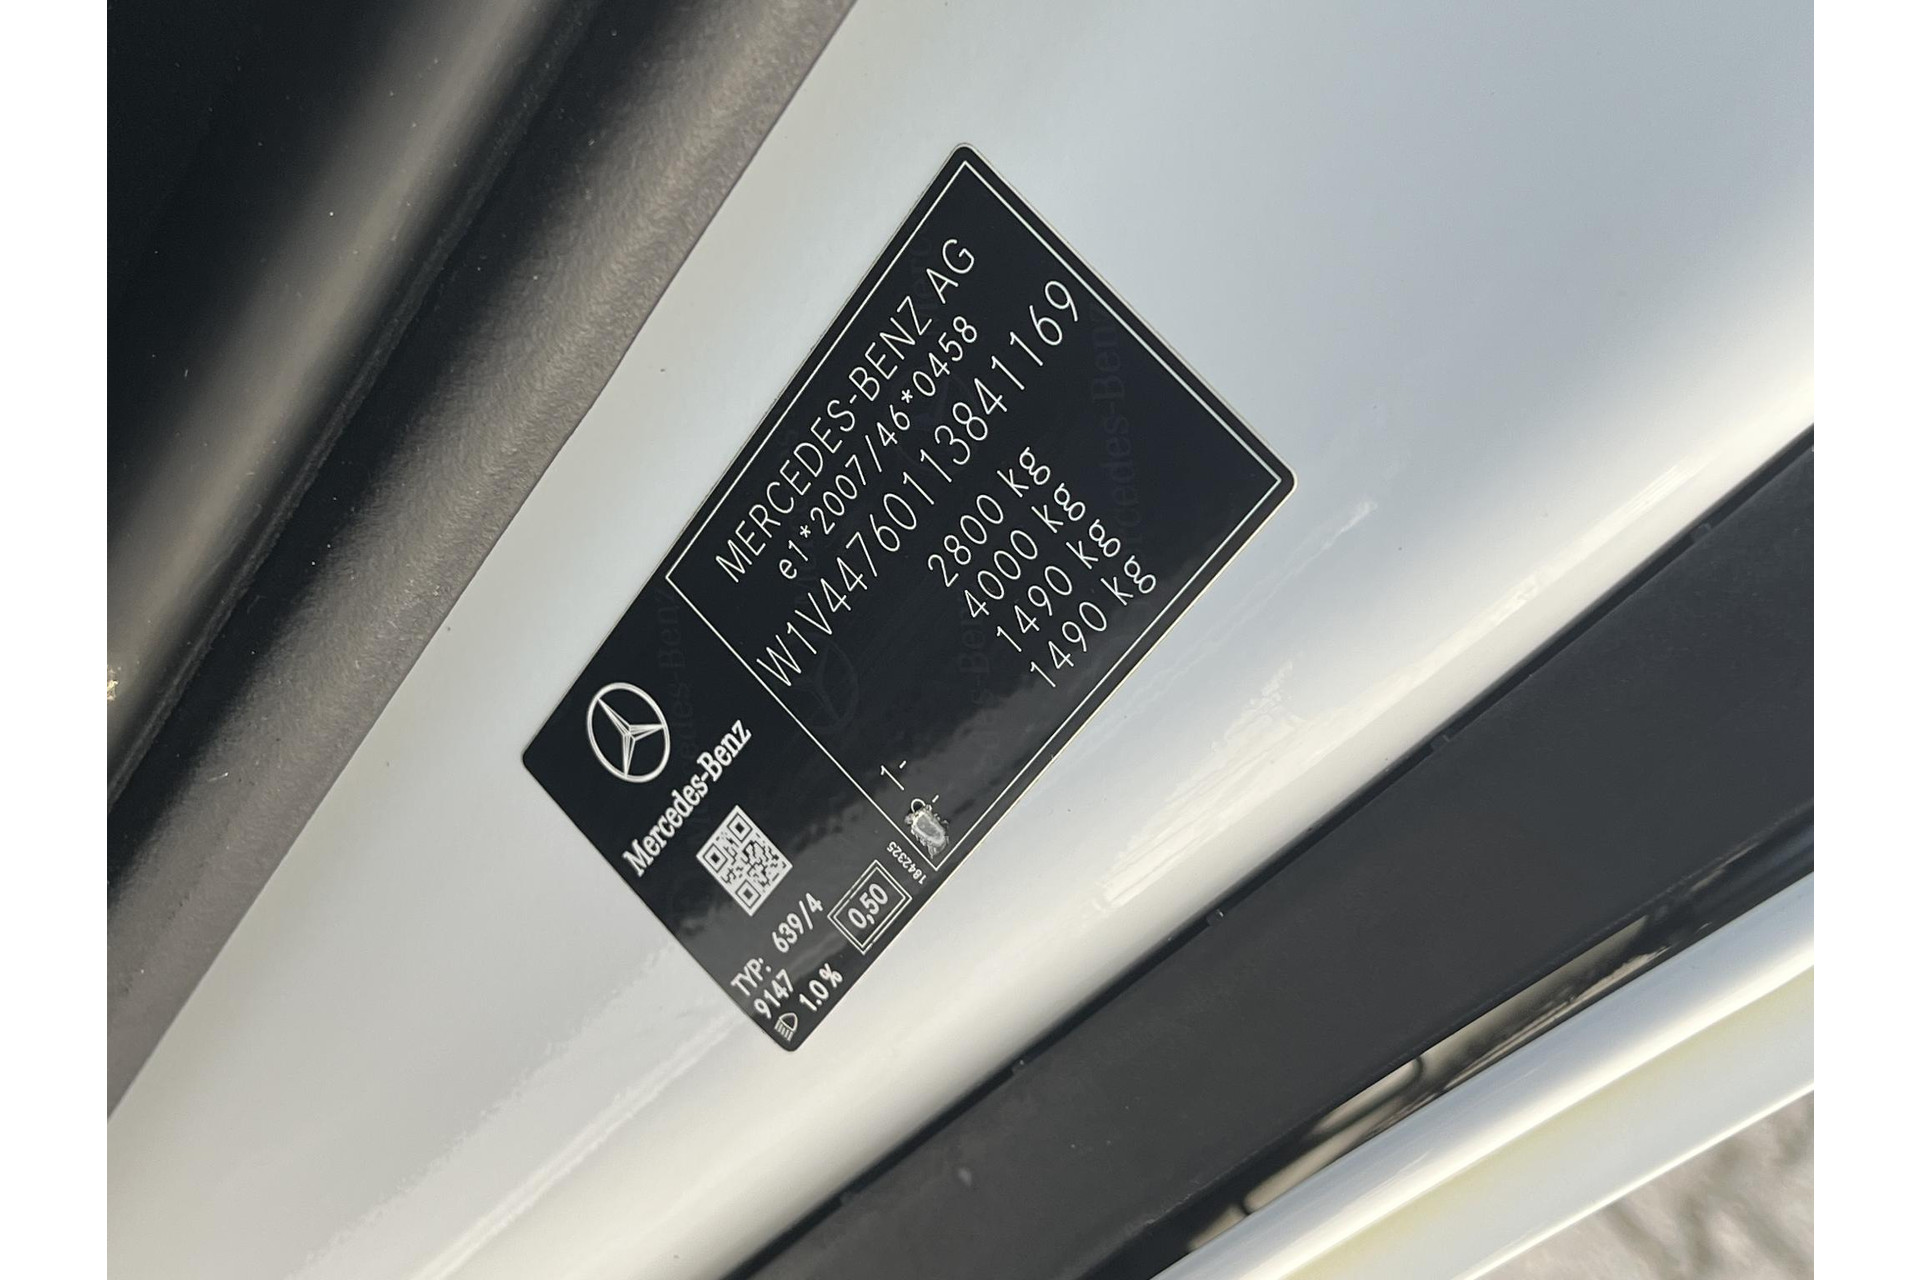 MERCEDES-BENZ AG
e1*2007/46*0458
W1V44760113841169
2800 kg
4000 kg
1- 1490 kg
1490 kg
Mercedes-Benz
TYP: 639/4
9147
1.0%
0,50
1842325